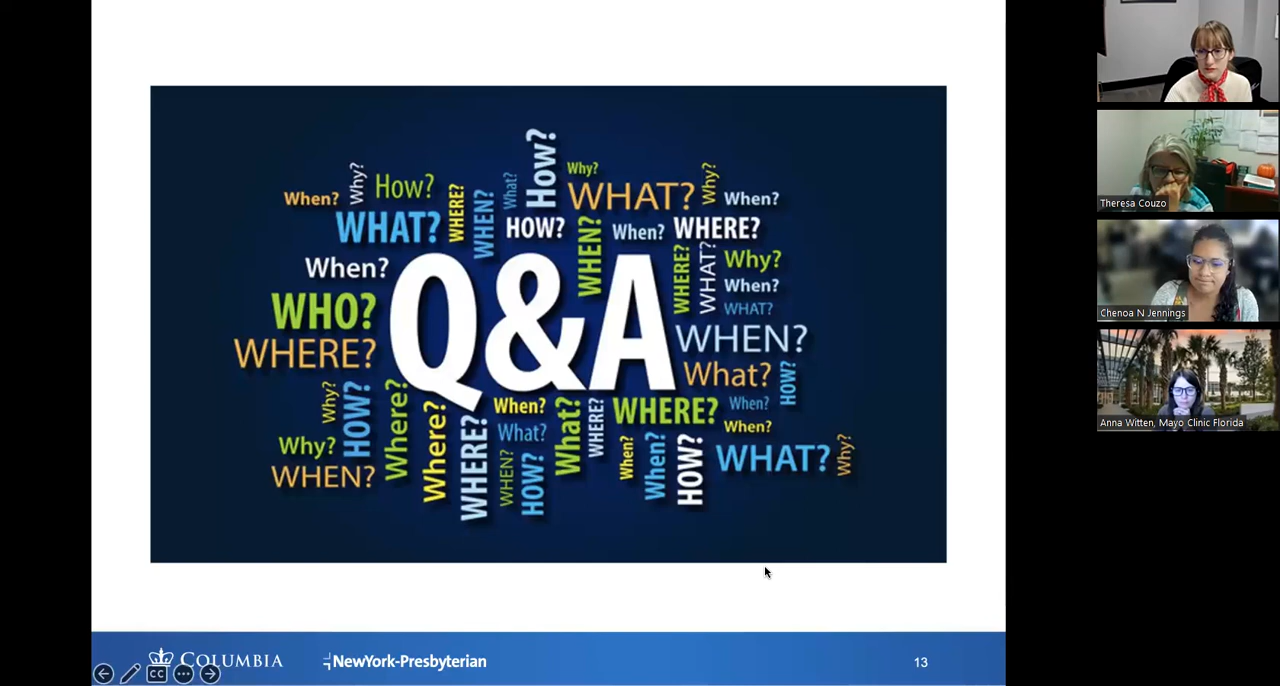 How?
Why?
What?
Why?
How?
When?
WHAT?
Why?
When?
WHERE?
WHEN?
WHAT?
HOW?
WHEN?
When?
WHERE?
When?
WHERE?
WHAT?
Why?
When?
WHO?
Q&A
WHAT?
WHERE?
WHEN?
What?
HOW?
Why?
HOW?
Where?
Where?
When?
What?
WHERE?
WHERE?
When?
What?
When?
Why?
WHEN?
WHERE?
WHEN?
HOW?
When?
When?
HOW?
WHAT?
Why?
COLUMBIA
NewYork-Presbyterian
13
CC
Theresa Couzo
Chenoa N Jennings
Anna Witten, Mayo Clinic Florida